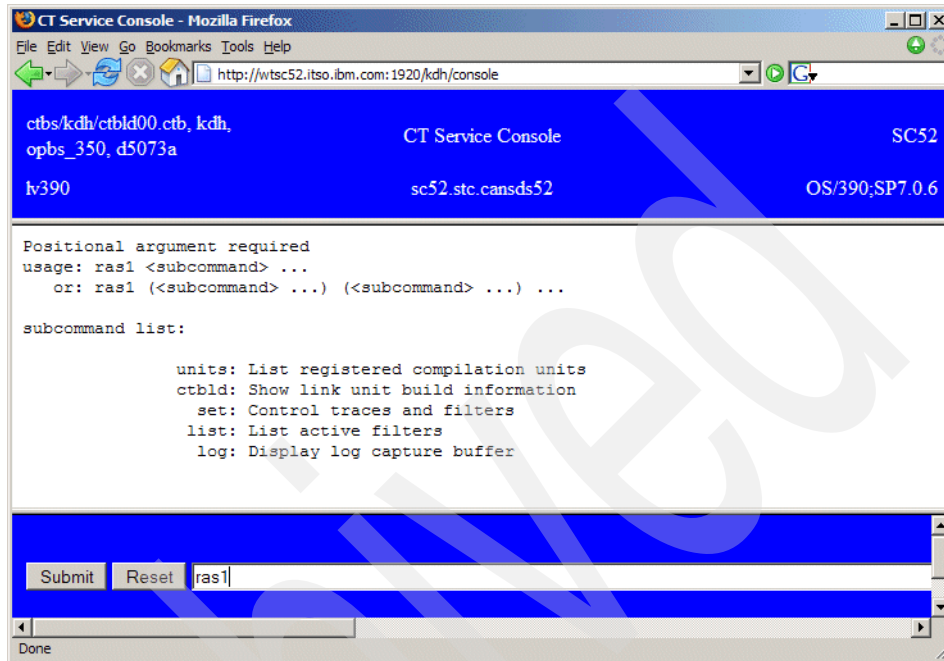 CT Service Console - Mozilla Firefox
File Edit View Go Bookmarks Tools Help
http://wtsc52.itso.ibm.com:1920/kdh/console
G
ctbs/kdh/ctbld00.ctb, kdh,
opbs_350, d5073a
CT Service Console
SC52
lv390
sc52.stc.cansds52
OS/390;SP7.0.6
Positional argument required
usage: ras1 <subcommand> ...
or: ras1 (<subcommand> ...) (<subcommand> ...) ...
subcommand list:
units: List registered compilation units
ctbld: Show link unit build information
set: Control traces and filters
list: List active filters
log: Display log capture buffer
Submit
Reset
ras1
Done